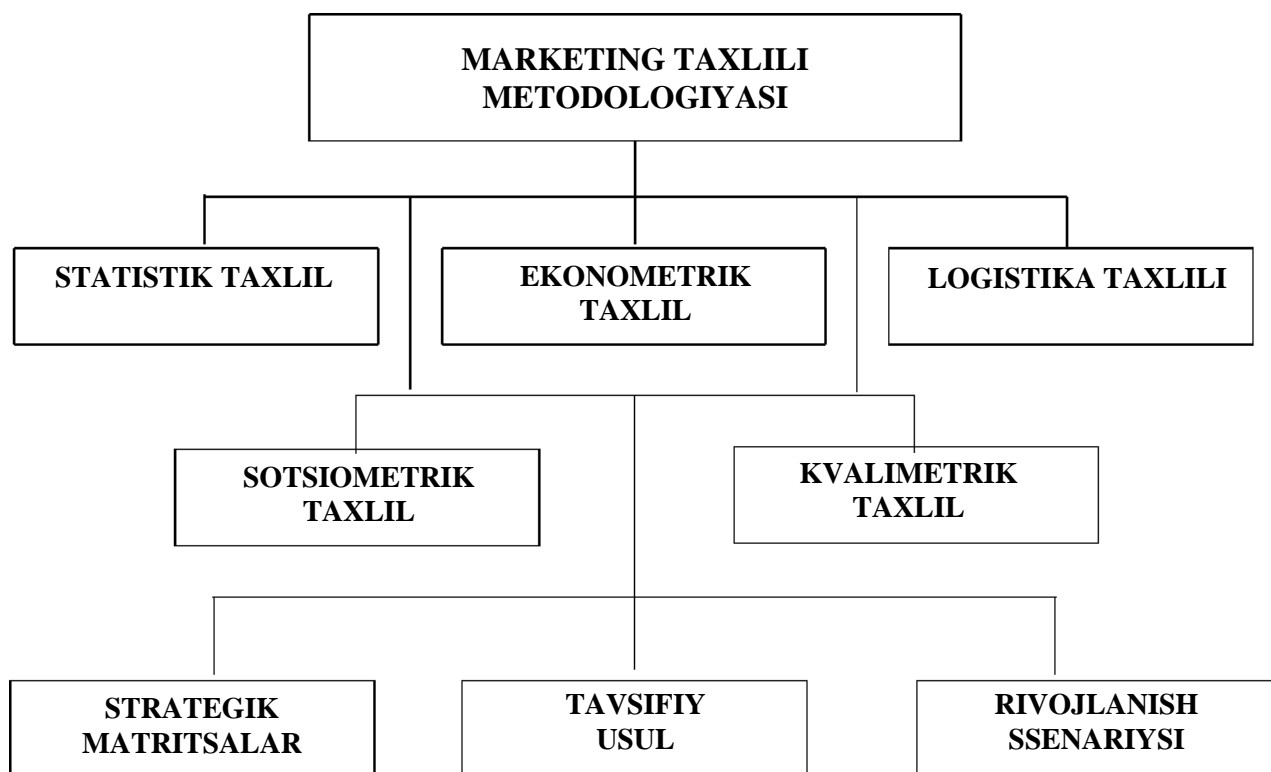 MARKETING TAXLILI
METODOLOGIYASI
STATISTIK TAXLIL
EKONOMETRIK
TAXLIL
LOGISTIKA TAXLILI
SOTSIOMETRIK
TAXLIL
KVALIMETRIK
TAXLIL
STRATEGIK
MATRITSALAR
TAVSIFIY
USUL
RIVOJLANISH
SSENARIYSI